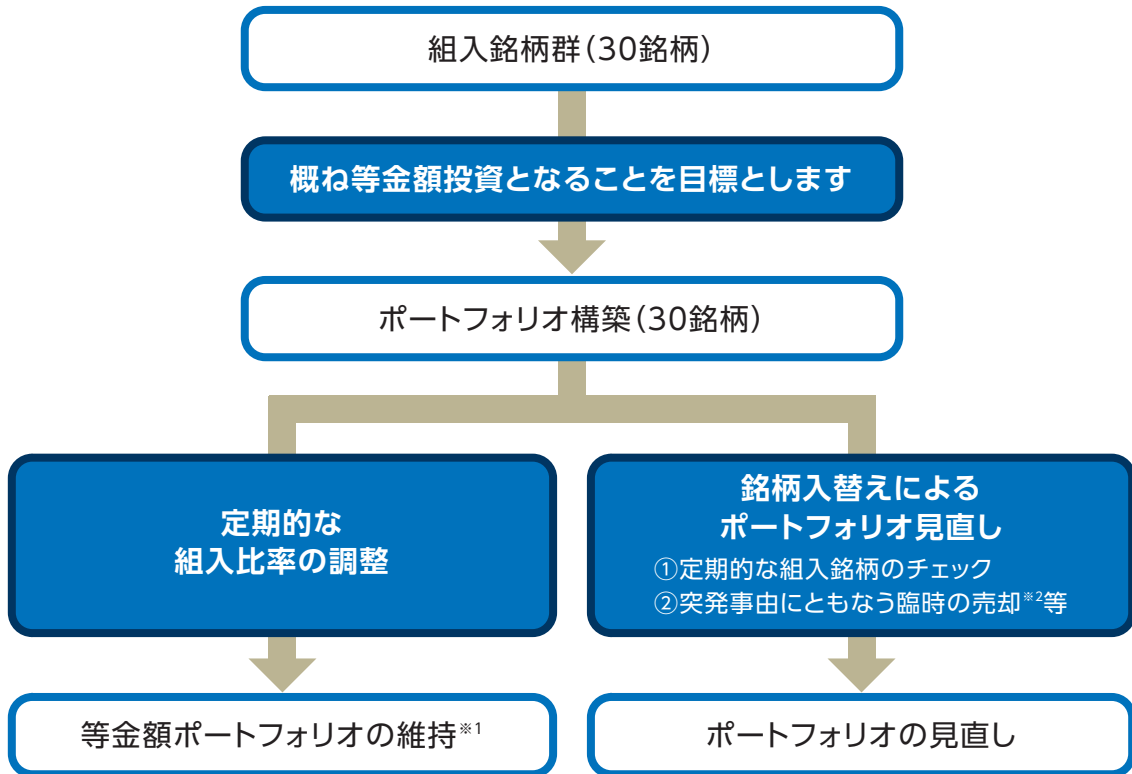 組入銘柄群（30銘柄）
概ね等金額投資となることを目標とします
ポートフォリオ構築（30銘柄）
定期的な
組入比率の調整
銘柄入替えによる
ポートフォリオ見直し
①定期的な組入銘柄のチェック
②突発事由にともなう臨時の売却※2等
等金額ポートフォリオの維持※1
ポートフォリオの見直し